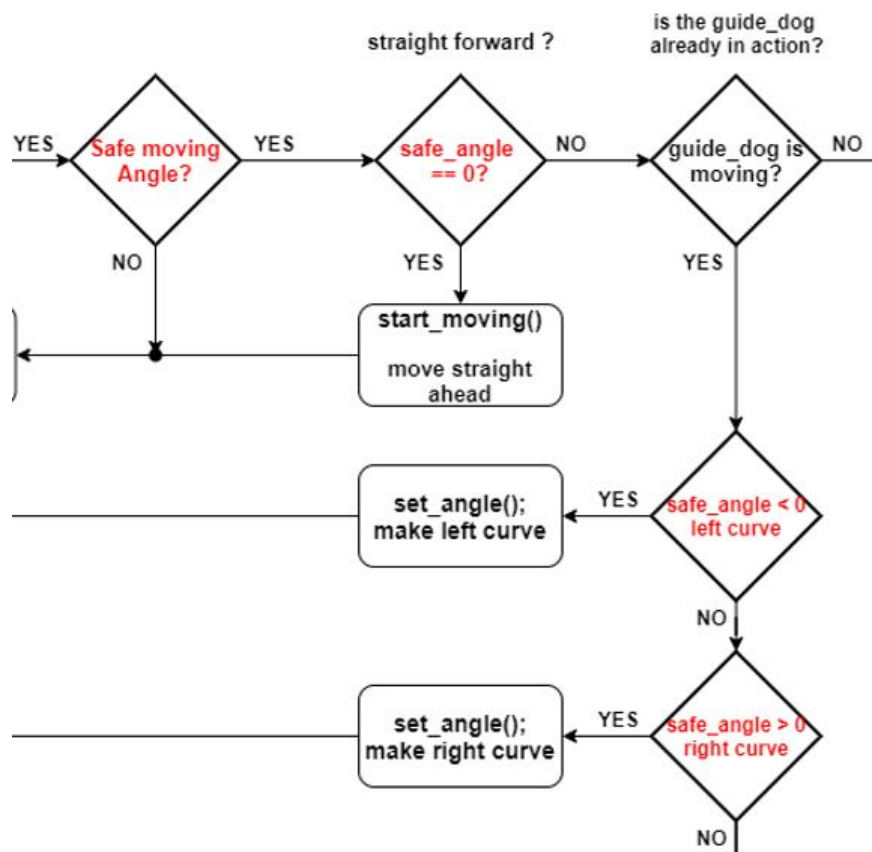 straight forward ?
is the guide_dog
already in action?
YES
Safe moving
Angle?
YES
safe_angle
== 0?
NO
guide_dog is
moving?
NO
NO
YES
YES
start_moving()
move straight
ahead
set_angle();
make left curve
YES
safe_angle < 0
left curve
NO
set_angle();
make right curve
YES
safe_angle > 0
right curve
NO